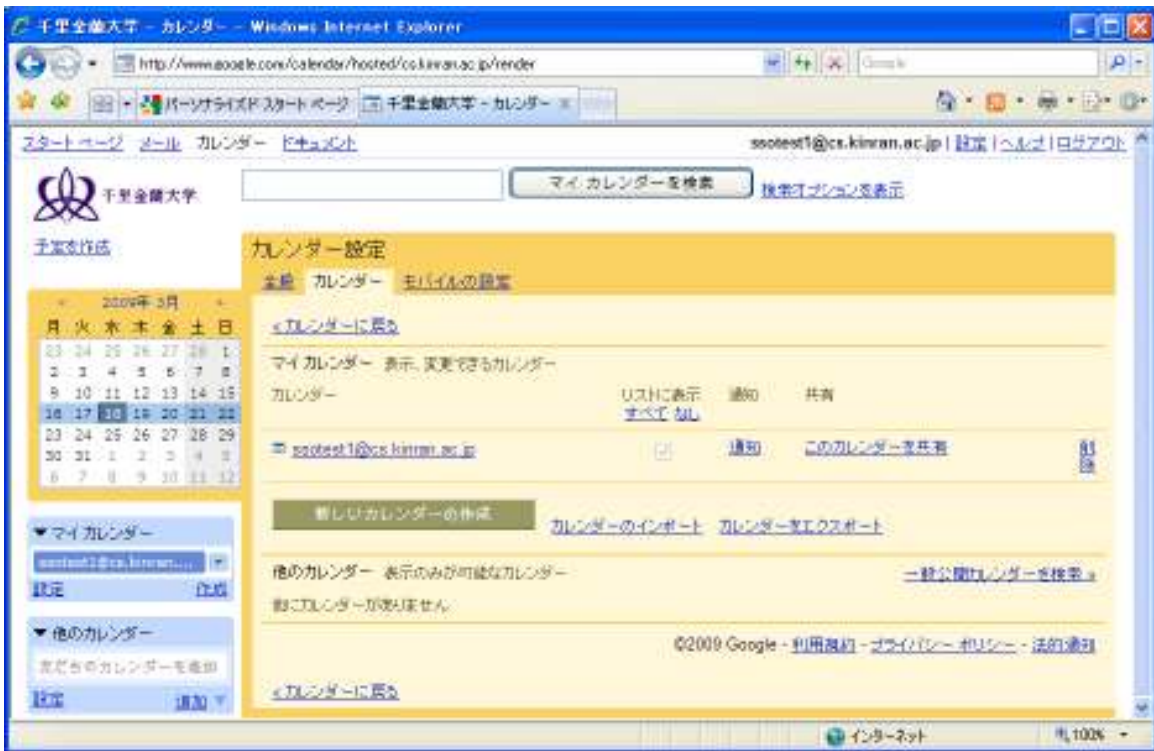 千里金蘭大学 - カレンダー - Windows Internet Explorer
http://www.google.com/calendar/hosted/cs.kinran.ac.jp/render
Google
パーソナライズド スタート ページ
千里金蘭大学 - カレンダー
スタート ページ メール カレンダー ドキュメント
ssotest1@cs.kinran.ac.jp | 設定 | ヘルプ | ログアウト
千里金蘭大学
マイ カレンダーを検索
検索オプションを表示
予定を作成
カレンダー設定
全般 カレンダー モバイルの設定
« カレンダーに戻る
マイ カレンダー 表示、変更できるカレンダー
カレンダー リストに表示 通知 共有
すべて なし
ssotest1@cs.kinran.ac.jp 通知 このカレンダーを共有 削除
新しいカレンダーの作成 カレンダーのインポート カレンダーをエクスポート
他のカレンダー 表示のみが可能なカレンダー 一般公開カレンダーを検索 »
他にカレンダーがありません
©2009 Google - 利用規約 - プライバシー ポリシー - 法的通知
« カレンダーに戻る
2009年 3月
月 火 水 木 金 土 日
23 24 25 26 27 28 1
2 3 4 5 6 7 8
9 10 11 12 13 14 15
16 17 18 19 20 21 22
23 24 25 26 27 28 29
30 31 1 2 3 4 5
6 7 8 9 10 11 12
▼マイ カレンダー
ssotest1@cs.kinran....
設定 作成
▼他のカレンダー
友だちのカレンダーを追加
設定 追加 ▼
インターネット 100%